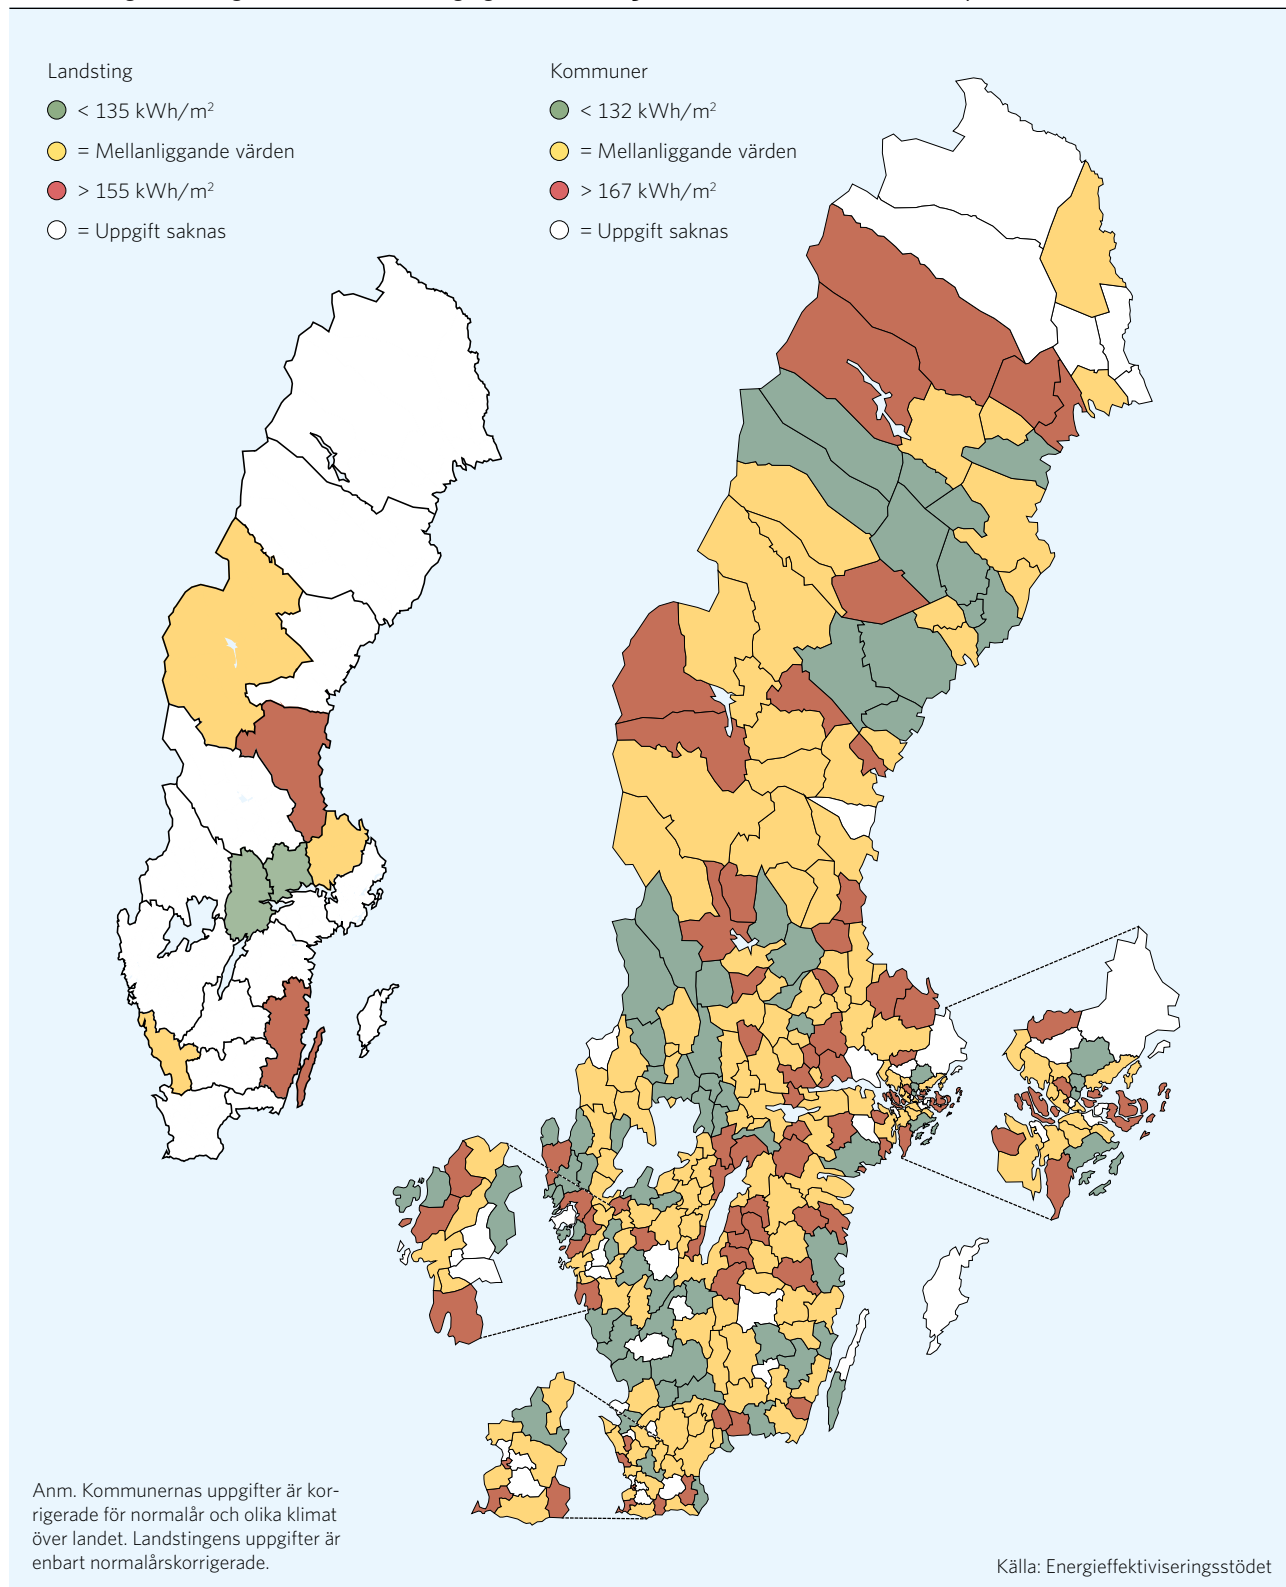 Landsting
< 135 kWh/m²
= Mellanliggande värden
> 155 kWh/m²
= Uppgift saknas
Kommuner
< 132 kWh/m²
= Mellanliggande värden
> 167 kWh/m²
= Uppgift saknas
Anm. Kommunernas uppgifter är kor-
rigerade för normalår och olika klimat
över landet. Landstingens uppgifter är
enbart normalårskorrigerade.
Källa: Energieffektiviseringsstödet